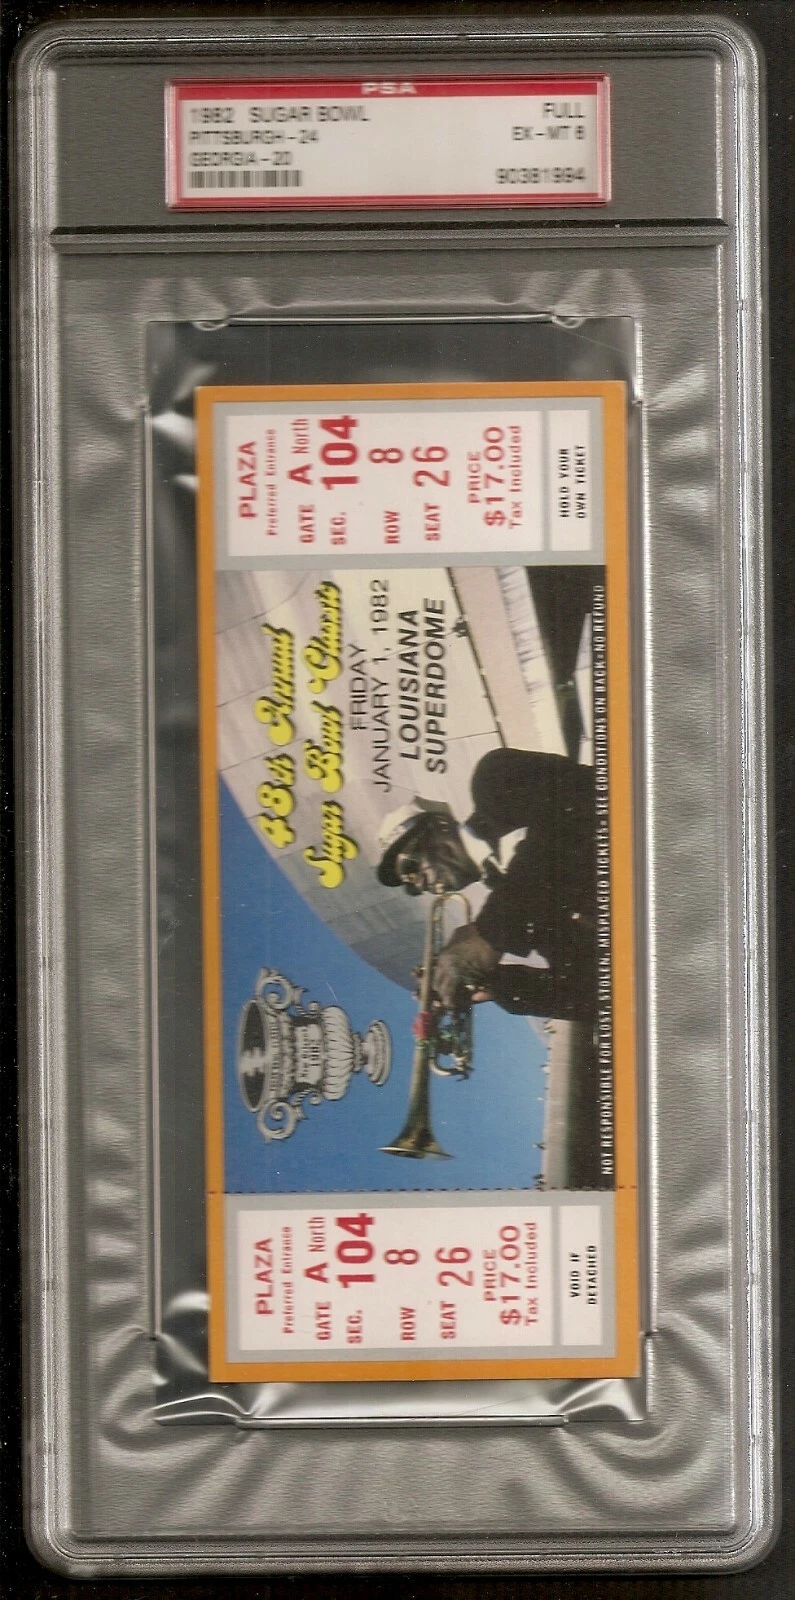 PSA
1982 SUGAR BOWL FULL
PITTSBURGH-24 EX-MT 6
GEORGIA-20
90381994
PLAZA
Preferred Entrance
GATE A North
SEC. 104
ROW 8
SEAT 26
PRICE
$17.00
Tax Included
HOLD YOUR
OWN TICKET
48th Annual
Sugar Bowl Classic
FRIDAY
JANUARY 1, 1982
LOUISIANA
SUPERDOME
1982
NOT RESPONSIBLE FOR LOST, STOLEN, MISPLACED TICKETS • SEE CONDITIONS ON BACK • NO REFUND
PLAZA
Preferred Entrance
GATE A North
SEC. 104
ROW 8
SEAT 26
PRICE
$17.00
Tax Included
VOID IF
DETACHED